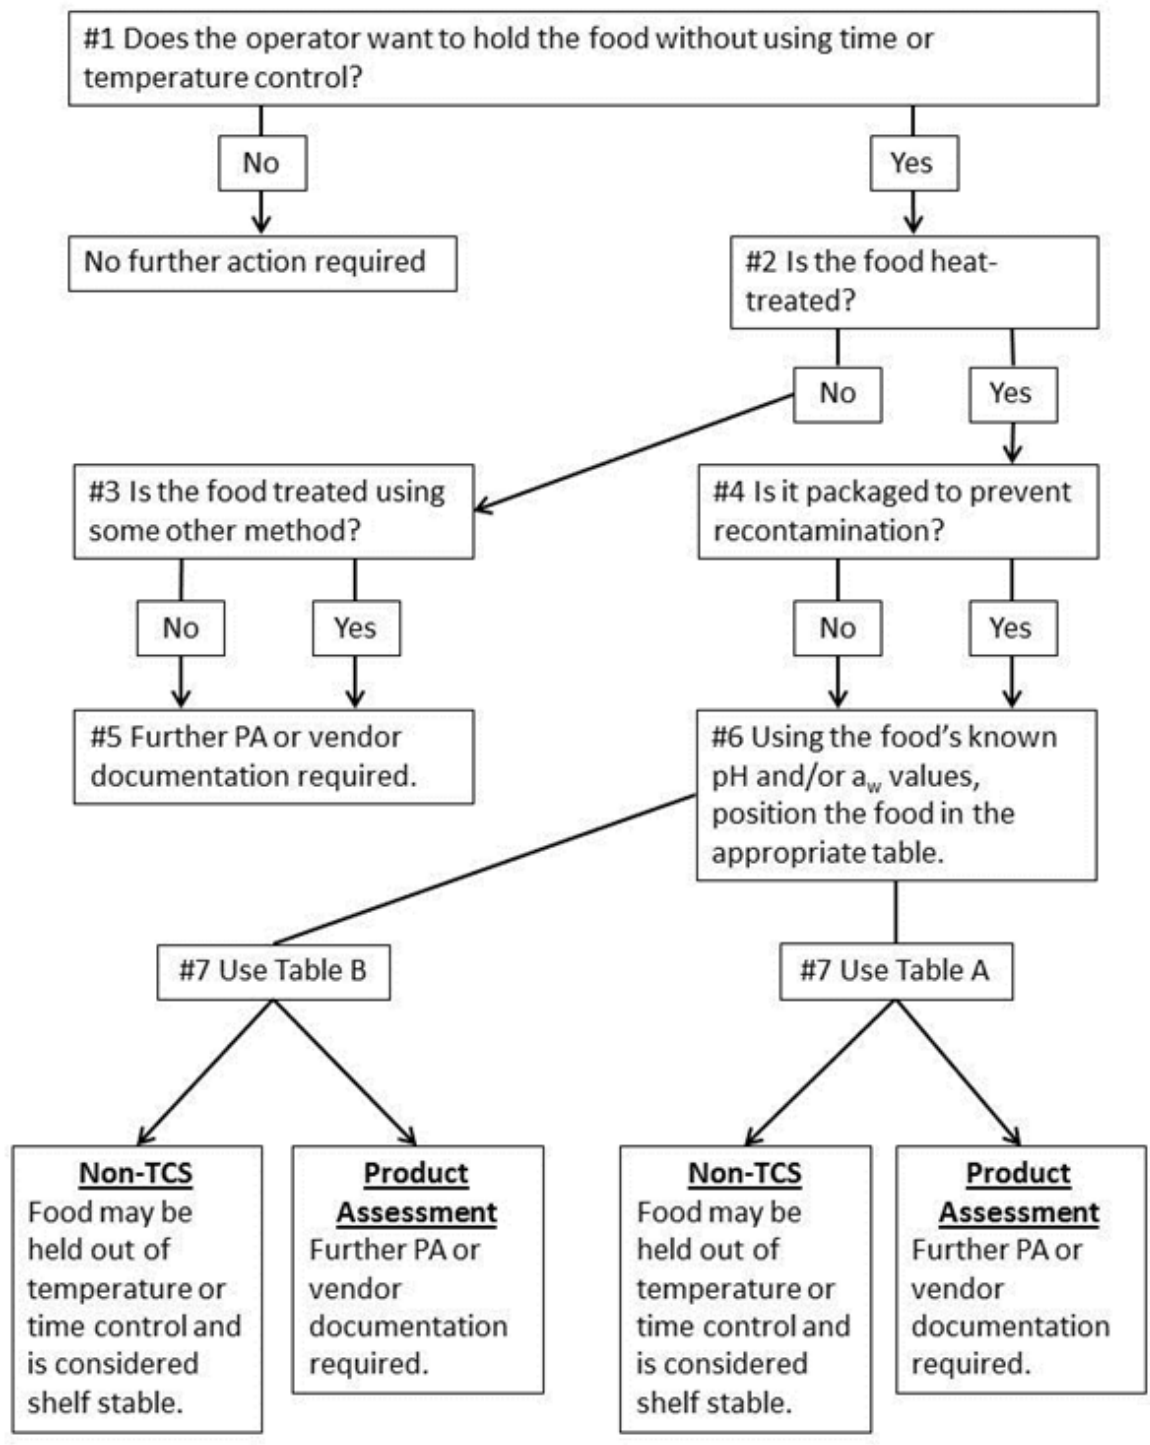 #1 Does the operator want to hold the food without using time or
temperature control?
No
Yes
No further action required
#2 Is the food heat-
treated?
No
Yes
#3 Is the food treated using
some other method?
#4 Is it packaged to prevent
recontamination?
No
Yes
No
Yes
#5 Further PA or vendor
documentation required.
#6 Using the food’s known
pH and/or aw values,
position the food in the
appropriate table.
#7 Use Table B
#7 Use Table A
Non-TCS
Food may be
held out of
temperature or
time control and
is considered
shelf stable.
Product
Assessment
Further PA or
vendor
documentation
required.
Non-TCS
Food may be
held out of
temperature or
time control and
is considered
shelf stable.
Product
Assessment
Further PA or
vendor
documentation
required.